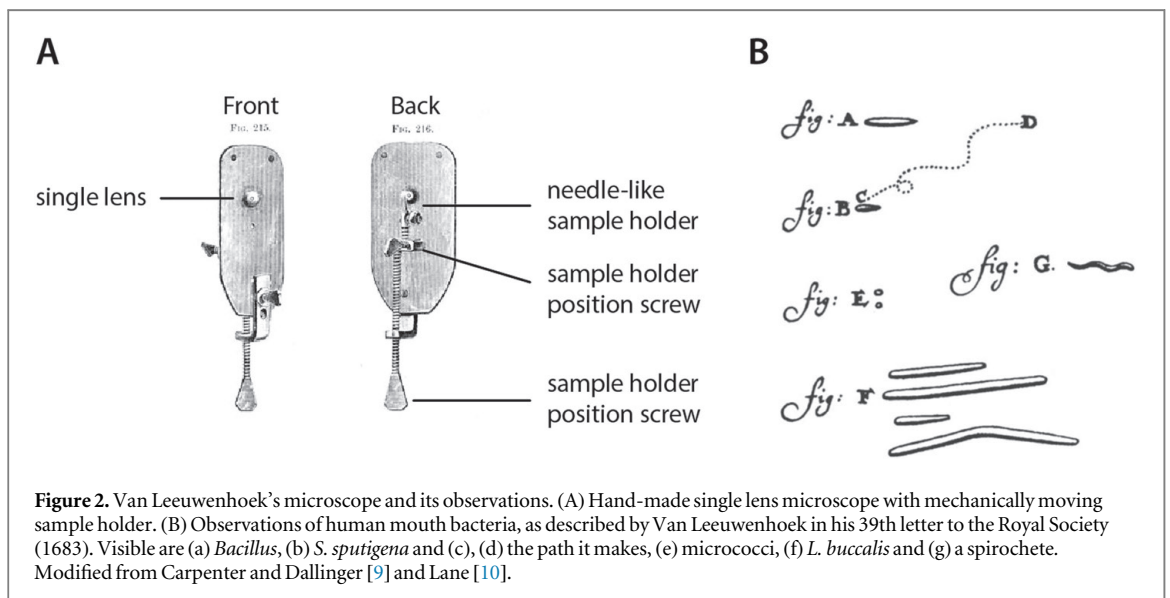 A
B
Front
Back
FIG. 215.
FIG. 216.
single lens
needle-like
sample holder
sample holder
position screw
sample holder
position screw
fig: A
D
C
fig: B
fig: G.
fig: E
fig: F
Figure 2. Van Leeuwenhoek's microscope and its observations. (A) Hand-made single lens microscope with mechanically moving
sample holder. (B) Observations of human mouth bacteria, as described by Van Leeuwenhoek in his 39th letter to the Royal Society
(1683). Visible are (a) Bacillus, (b) S. sputigena and (c), (d) the path it makes, (e) micrococci, (f) L. buccalis and (g) a spirochete.
Modified from Carpenter and Dallinger [9] and Lane [10].